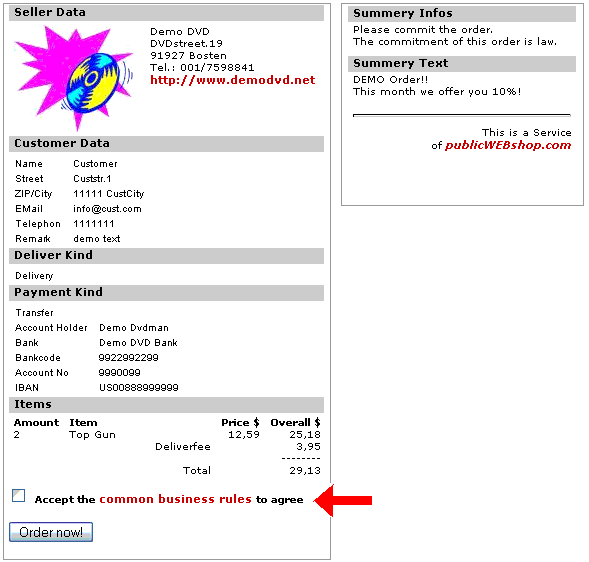 Seller Data
Demo DVD
DVDstreet.19
91927 Bosten
Tel.: 001/7598841
http://www.demodvd.net
Customer Data
Name Customer
Street Custstr.1
ZIP/City 11111 CustCity
EMail info@cust.com
Telephon 1111111
Remark demo text
Deliver Kind
Delivery
Payment Kind
Transfer
Account Holder Demo Dvdman
Bank Demo DVD Bank
Bankcode 9922992299
Account No 9990099
IBAN US00888999999
Items
Amount Item Price $ Overall $
2 Top Gun 12,59 25,18
Deliverfee 3,95
--------
Total 29,13
Accept the common business rules to agree
Order now!
Summery Infos
Please commit the order.
The commitment of this order is law.
Summery Text
DEMO Order!!
This month we offer you 10%!
This is a Service
of publicWEBshop.com